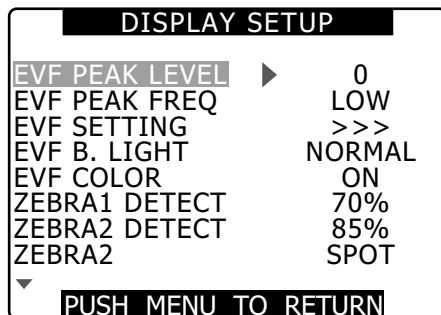 DISPLAY SETUP
EVF PEAK LEVEL 0
EVF PEAK FREQ LOW
EVF SETTING >>>
EVF B. LIGHT NORMAL
EVF COLOR ON
ZEBRA1 DETECT 70%
ZEBRA2 DETECT 85%
ZEBRA2 SPOT
PUSH MENU TO RETURN